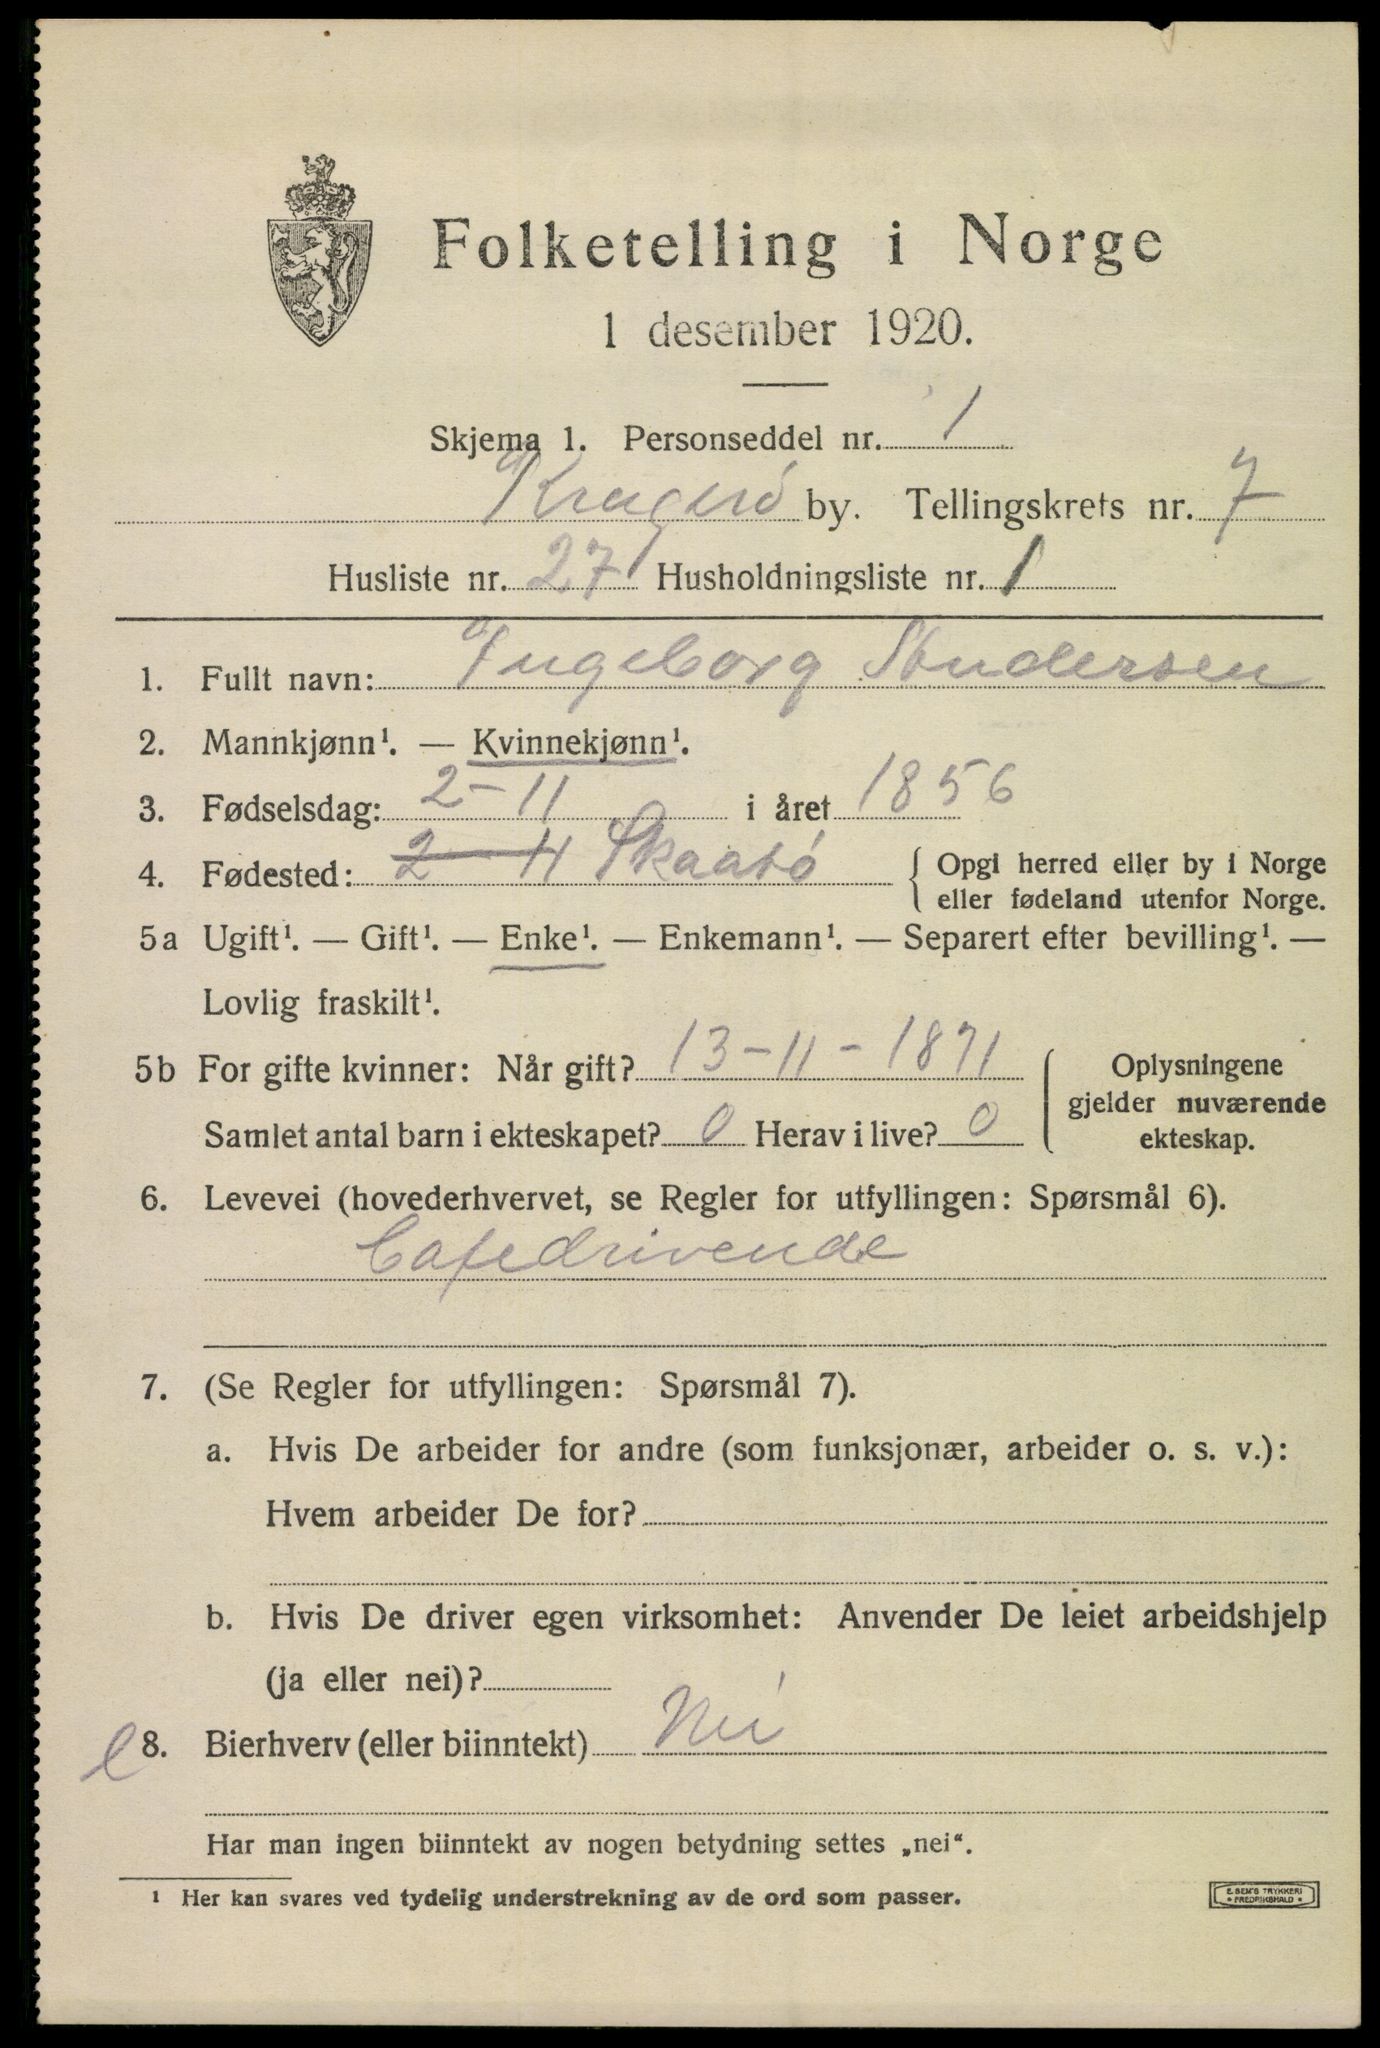 Folketelling i Norge
1 desember 1920.
Skjema 1. Personseddel nr. 1
Kragerö by. Tellingskrets nr. 7
Husliste nr. 27 Husholdningsliste nr. 1
1. Fullt navn: Ingeborg Andersen
2. Mannkjønn¹. — Kvinnekjønn¹.
3. Fødselsdag: 2-11 i året 1856
4. Fødested: 2-11 Skaatö { Opgi herred eller by i Norge
eller fødeland utenfor Norge.
5a Ugift¹. — Gift¹. — Enke¹. — Enkemann¹. — Separert efter bevilling¹. —
Lovlig fraskilt¹.
5b For gifte kvinner: Når gift? 13-11-1871 { Oplysningene
gjelder nuværende
Samlet antal barn i ekteskapet? 0 Herav i live? 0 ekteskap.
6. Levevei (hovederhvervet, se Regler for utfyllingen: Spørsmål 6).
Cafedrivende
7. (Se Regler for utfyllingen: Spørsmål 7).
a. Hvis De arbeider for andre (som funksjonær, arbeider o. s. v.):
Hvem arbeider De for?
b. Hvis De driver egen virksomhet: Anvender De leiet arbeidshjelp
(ja eller nei)?
8. Bierhverv (eller biinntekt) Nei
Har man ingen biinntekt av nogen betydning settes „nei“.
¹ Her kan svares ved tydelig understrekning av de ord som passer.
E. SEM'S TRYKKERI
• FREDRIKSHALD •